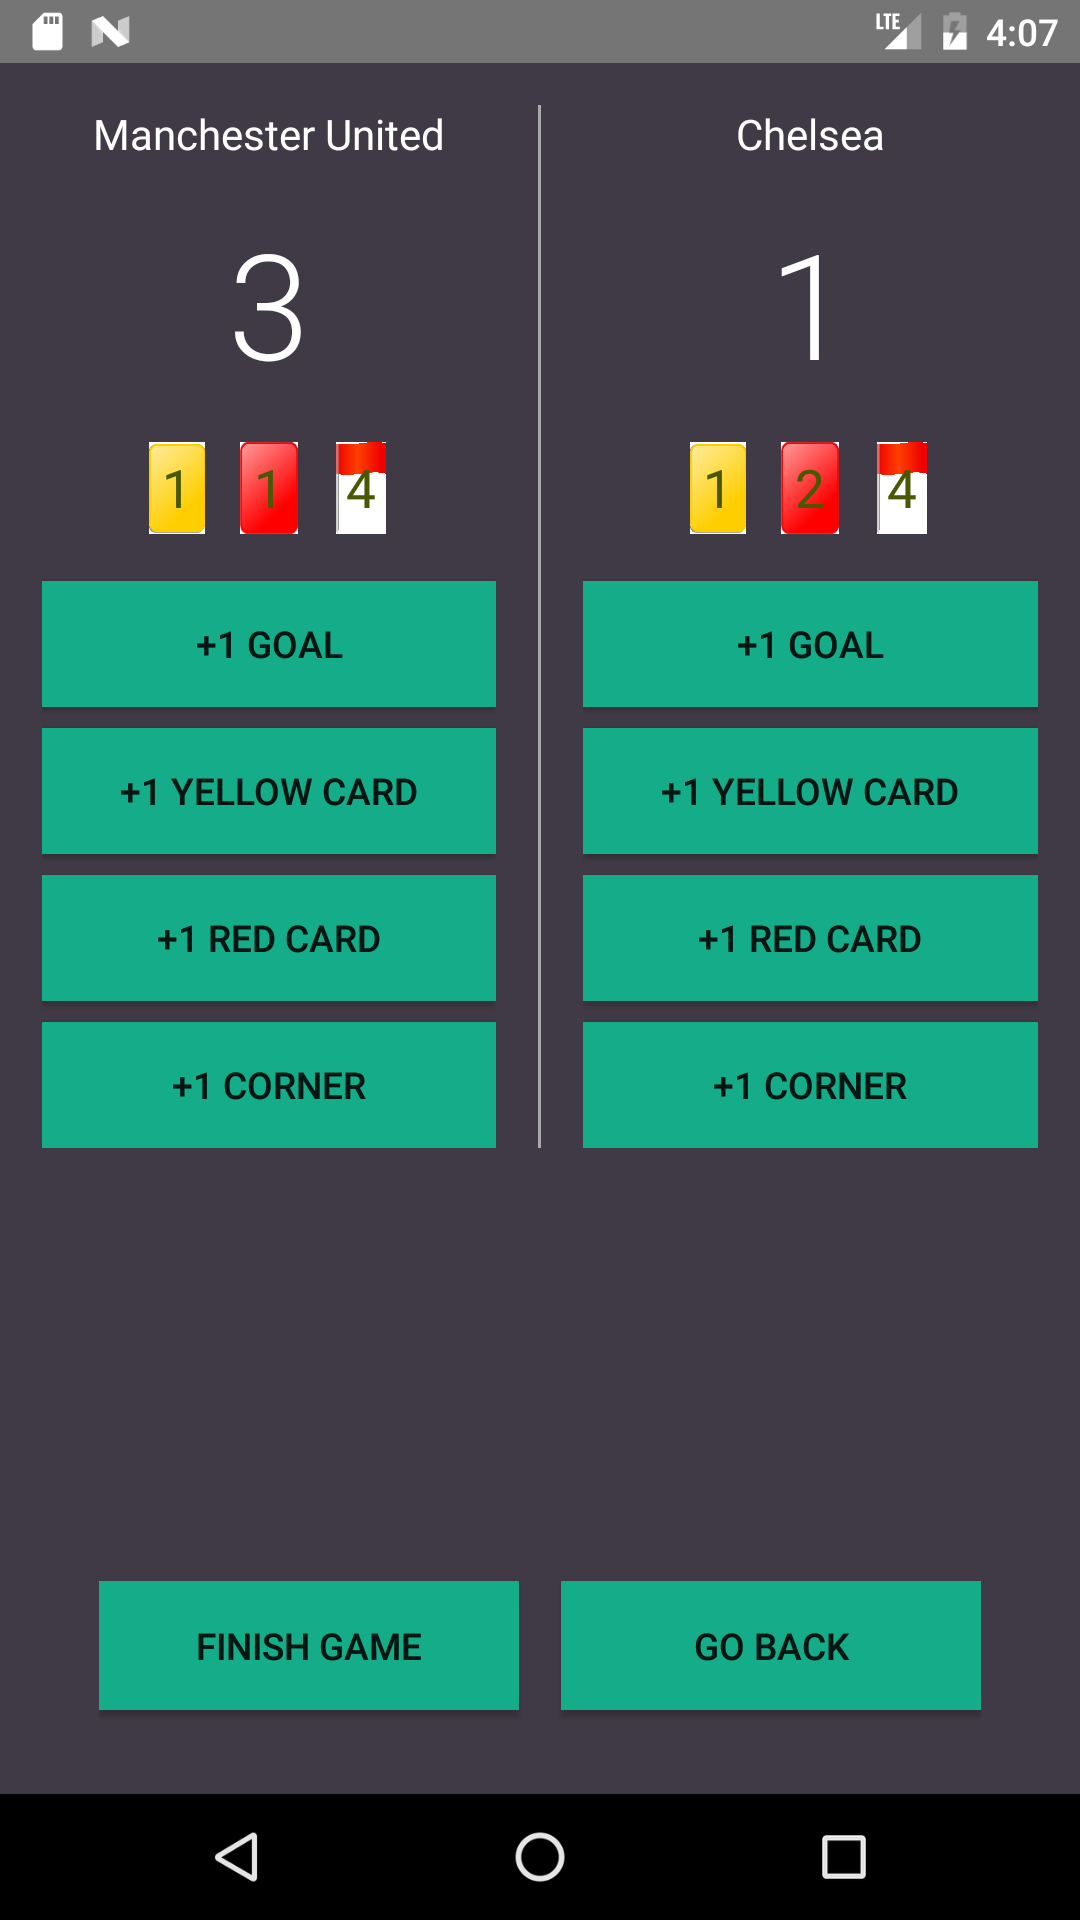 LTE 4:07
Manchester United
3
1 1 4
+1 GOAL
+1 YELLOW CARD
+1 RED CARD
+1 CORNER
Chelsea
1
1 2 4
+1 GOAL
+1 YELLOW CARD
+1 RED CARD
+1 CORNER
FINISH GAME
GO BACK